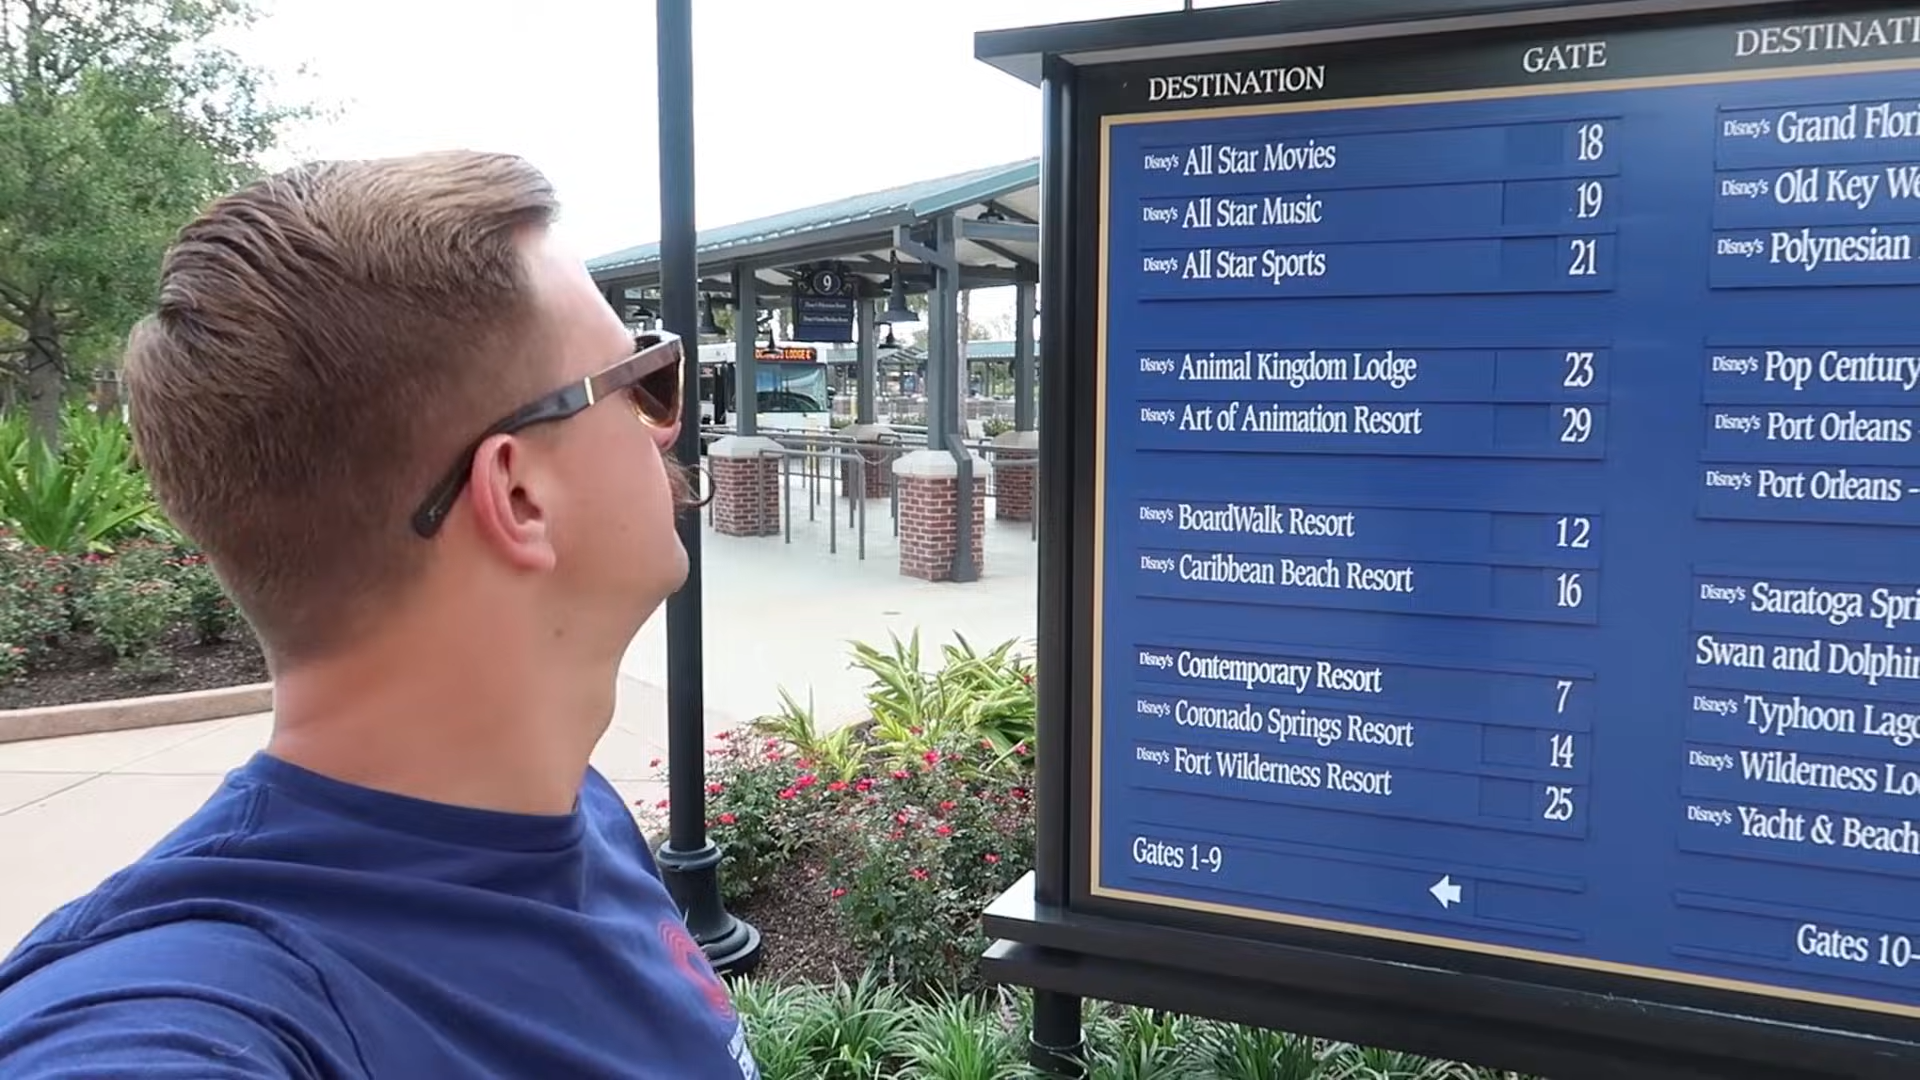 DESTINATION GATE DESTINATI
Disney's All Star Movies 18
Disney's All Star Music 19
Disney's All Star Sports 21
Disney's Animal Kingdom Lodge 23
Disney's Art of Animation Resort 29
Disney's BoardWalk Resort 12
Disney's Caribbean Beach Resort 16
Disney's Contemporary Resort 7
Disney's Coronado Springs Resort 14
Disney's Fort Wilderness Resort 25
Gates 1-9
Disney's Grand Flori
Disney's Old Key We
Disney's Polynesian
Disney's Pop Century
Disney's Port Orleans
Disney's Port Orleans -
Disney's Saratoga Spri
Swan and Dolphin
Disney's Typhoon Lago
Disney's Wilderness Lo
Disney's Yacht & Beach
Gates 10-
9